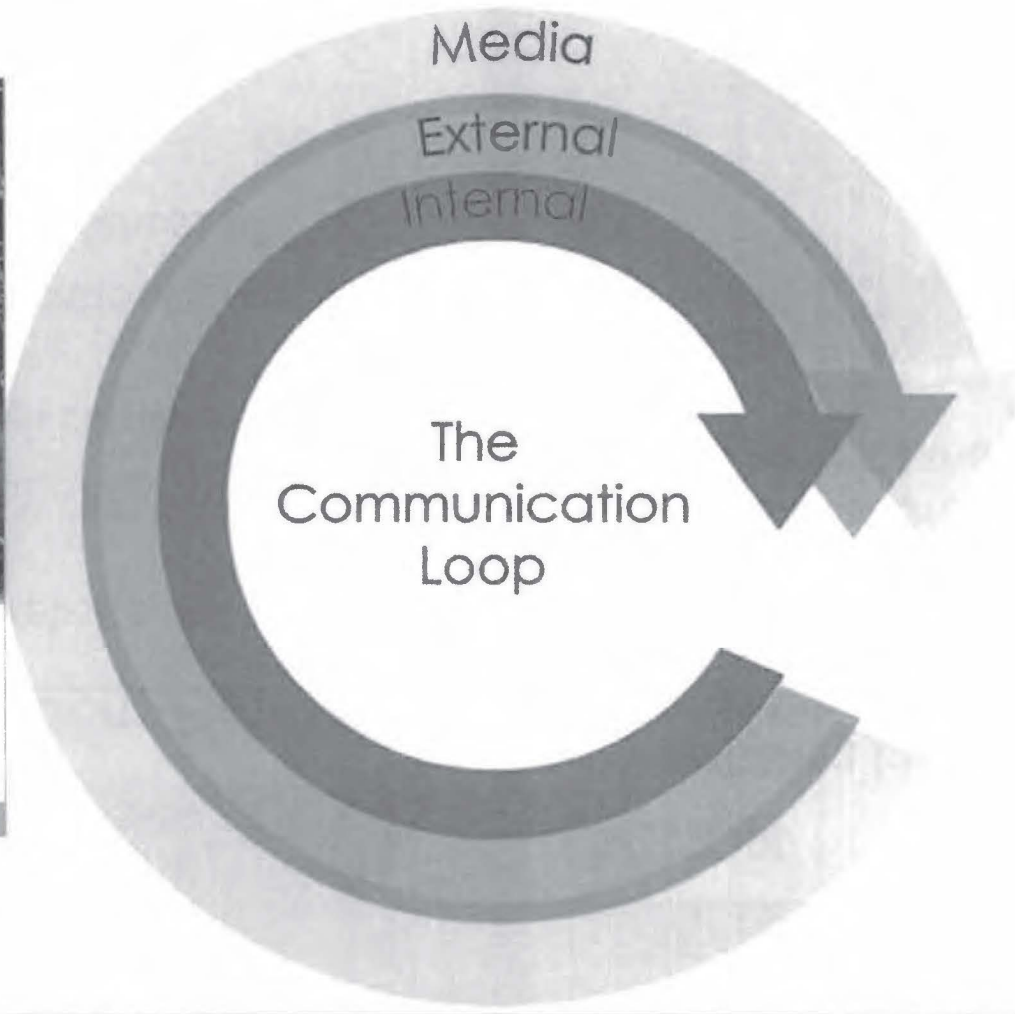 Media
External
Internal
The
Communication
Loop